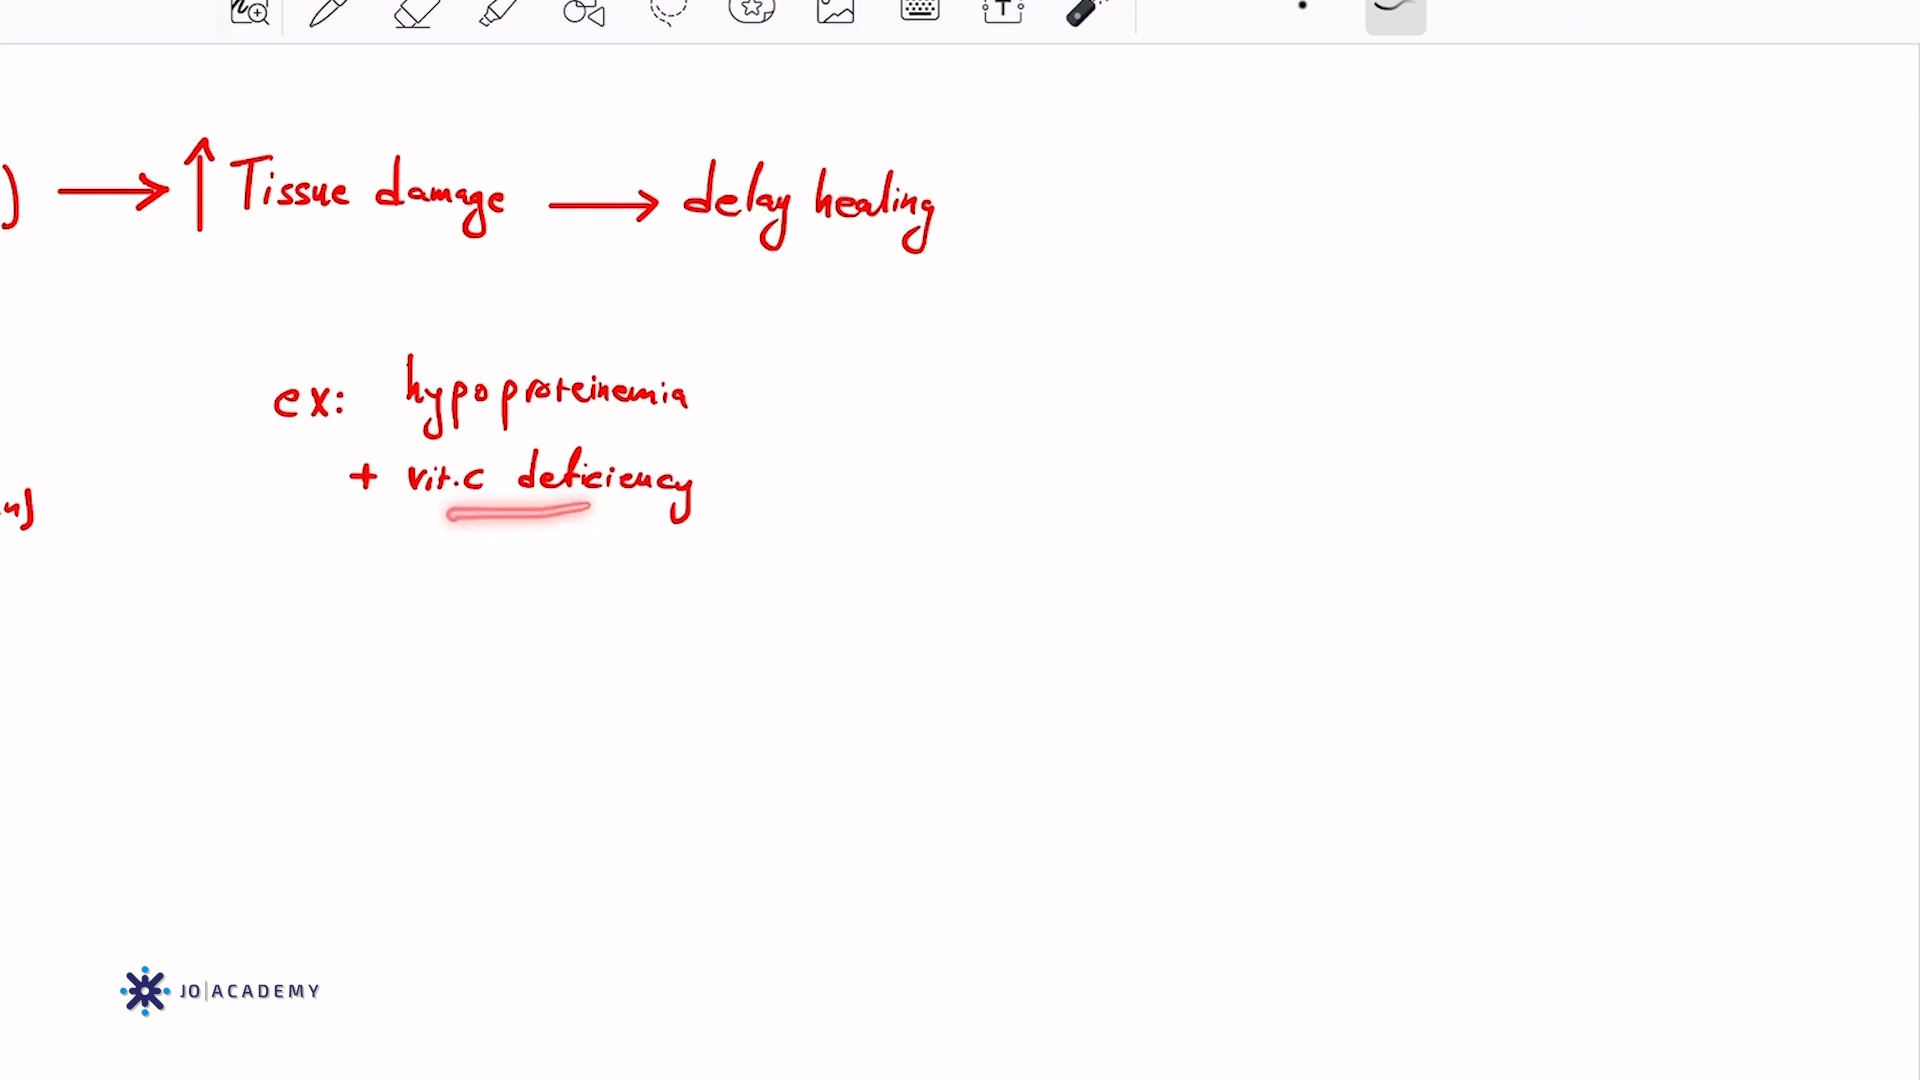 ) → ↑ Tissue damage → delay healing
ex: hypoproteinemia
+ vit.c deficiency
JO|ACADEMY